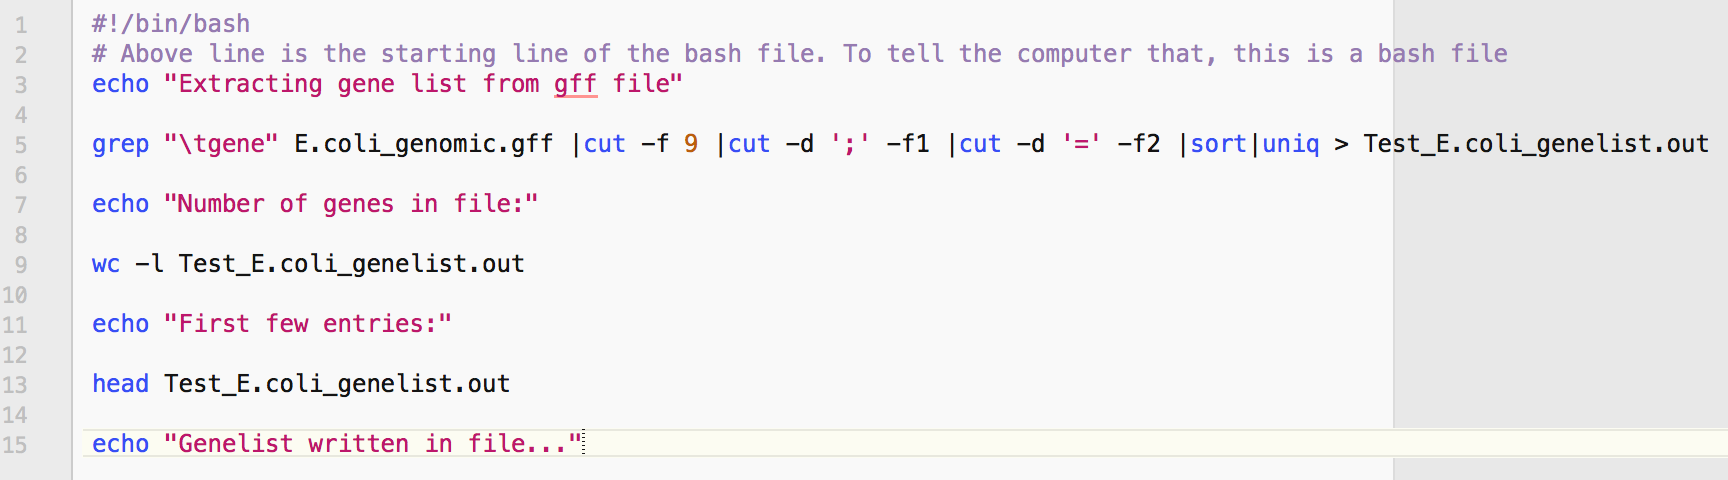 1 #!/bin/bash
2 # Above line is the starting line of the bash file. To tell the computer that, this is a bash file
3 echo "Extracting gene list from gff file"
4
5 grep "\tgene" E.coli_genomic.gff |cut -f 9 |cut -d ';' -f1 |cut -d '=' -f2 |sort|uniq > Test_E.coli_genelist.out
6
7 echo "Number of genes in file:"
8
9 wc -l Test_E.coli_genelist.out
10
11 echo "First few entries:"
12
13 head Test_E.coli_genelist.out
14
15 echo "Genelist written in file..."